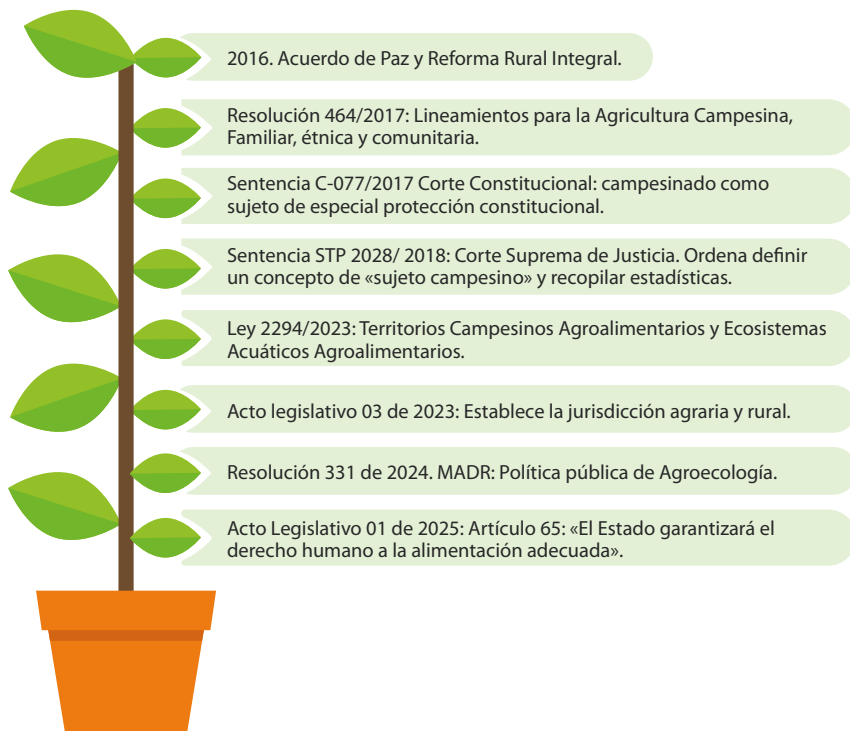 2016. Acuerdo de Paz y Reforma Rural Integral.
Resolución 464/2017: Lineamientos para la Agricultura Campesina,
Familiar, étnica y comunitaria.
Sentencia C-077/2017 Corte Constitucional: campesinado como
sujeto de especial protección constitucional.
Sentencia STP 2028/ 2018: Corte Suprema de Justicia. Ordena definir
un concepto de «sujeto campesino» y recopilar estadísticas.
Ley 2294/2023: Territorios Campesinos Agroalimentarios y Ecosistemas
Acuáticos Agroalimentarios.
Acto legislativo 03 de 2023: Establece la jurisdicción agraria y rural.
Resolución 331 de 2024. MADR: Política pública de Agroecología.
Acto Legislativo 01 de 2025: Artículo 65: «El Estado garantizará el
derecho humano a la alimentación adecuada».